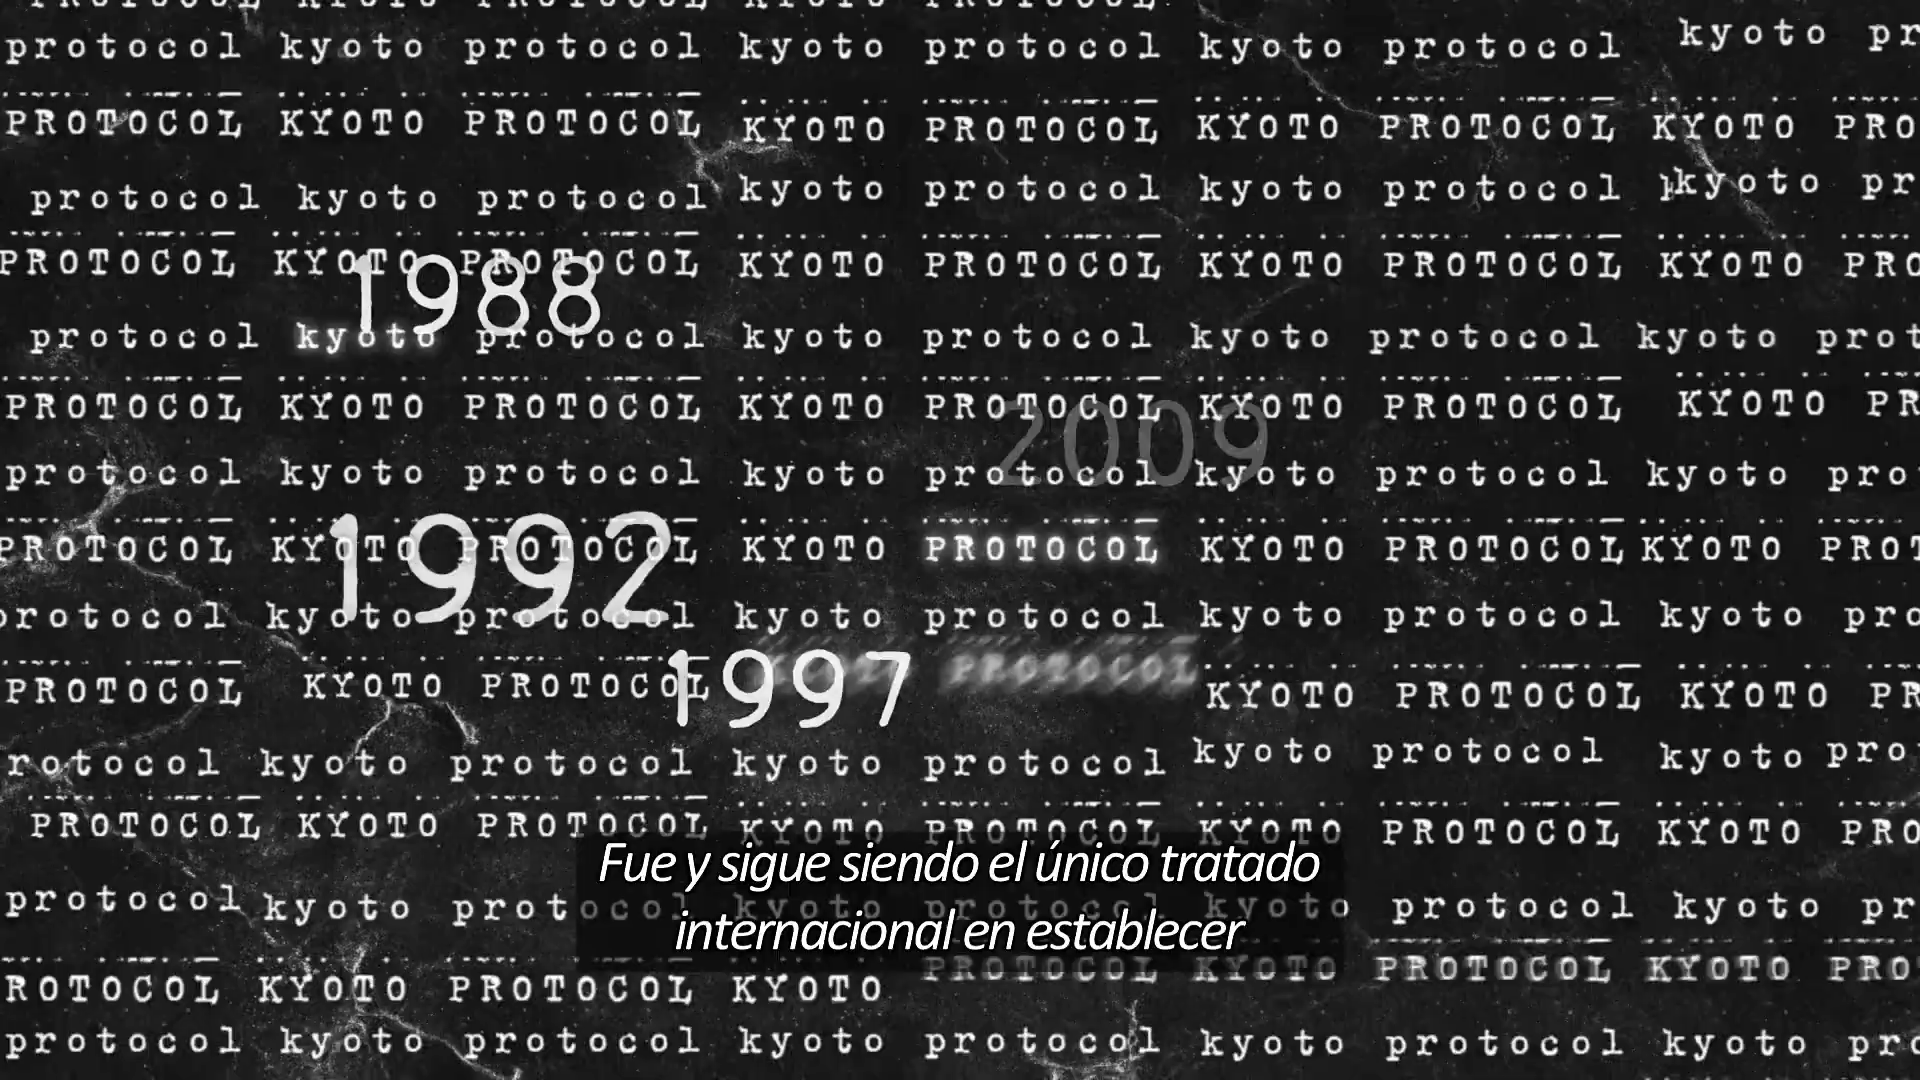 protocol kyoto protocol kyoto protocol kyoto protocol kyoto
PROTOCOL KYOTO PROTOCOL KYOTO PROTOCOL KYOTO PROTOCOL KYOTO
protocol kyoto protocol kyoto protocol kyoto protocol kyoto
PROTOCOL KYOTO PROTOCOL KYOTO PROTOCOL KYOTO PROTOCOL KYOTO
1988
protocol kyoto protocol kyoto protocol kyoto protocol kyoto
PROTOCOL KYOTO PROTOCOL KYOTO PROTOCOL KYOTO PROTOCOL KYOTO
2009
protocol kyoto protocol kyoto protocol kyoto protocol kyoto
PROTOCOL KYOTO PROTOCOL KYOTO PROTOCOL KYOTO PROTOCOL KYOTO
1992
protocol kyoto protocol kyoto protocol kyoto protocol kyoto
PROTOCOL KYOTO PROTOCOL PROTOCOL KYOTO PROTOCOL KYOTO
1997
rotocol kyoto protocol kyoto protocol kyoto protocol kyoto
PROTOCOL KYOTO PROTOCOL KYOTO PROTOCOL KYOTO PROTOCOL KYOTO
Fue y sigue siendo el único tratado
protocol kyoto protocol kyoto protocol kyoto protocol kyoto
internacional en establecer
ROTOCOL KYOTO PROTOCOL KYOTO PROTOCOL KYOTO PROTOCOL KYOTO
protocol kyoto protocol kyoto protocol kyoto protocol kyoto